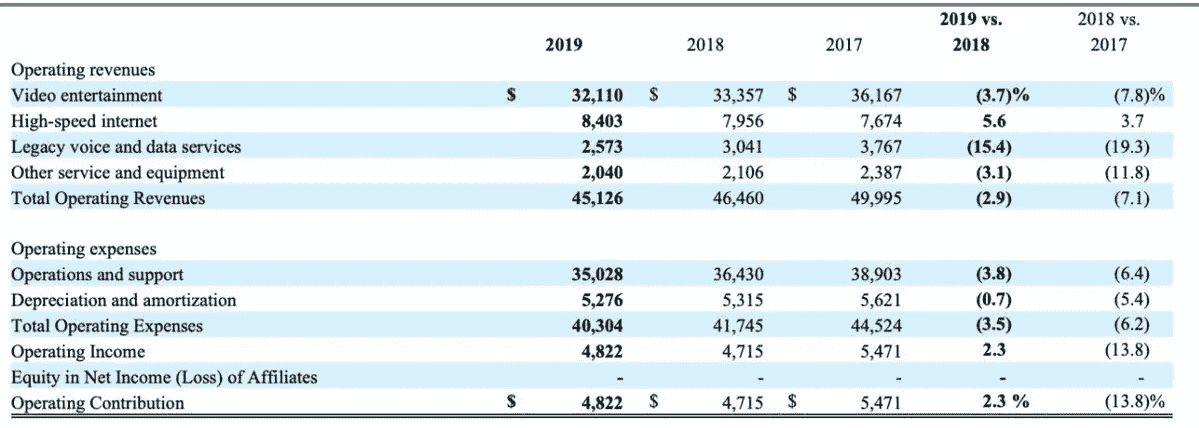 2019 vs. 2018 vs.
2019 2018 2017 2018 2017
Operating revenues
Video entertainment $ 32,110 $ 33,357 $ 36,167 (3.7)% (7.8)%
High-speed internet 8,403 7,956 7,674 5.6 3.7
Legacy voice and data services 2,573 3,041 3,767 (15.4) (19.3)
Other service and equipment 2,040 2,106 2,387 (3.1) (11.8)
Total Operating Revenues 45,126 46,460 49,995 (2.9) (7.1)
Operating expenses
Operations and support 35,028 36,430 38,903 (3.8) (6.4)
Depreciation and amortization 5,276 5,315 5,621 (0.7) (5.4)
Total Operating Expenses 40,304 41,745 44,524 (3.5) (6.2)
Operating Income 4,822 4,715 5,471 2.3 (13.8)
Equity in Net Income (Loss) of Affiliates - - - - -
Operating Contribution $ 4,822 $ 4,715 $ 5,471 2.3 % (13.8)%